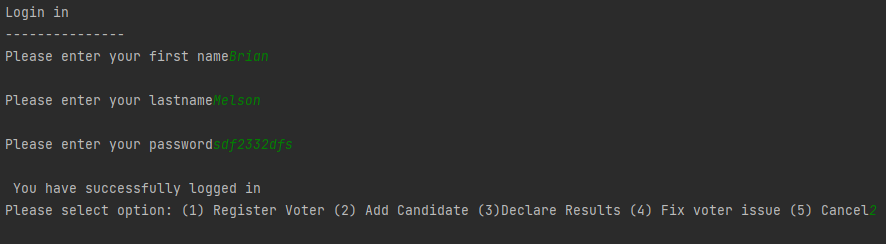 Login in
---------------
Please enter your first nameBrian
Please enter your lastnameMelson
Please enter your passwordsdf2332dfs
You have successfully logged in
Please select option: (1) Register Voter (2) Add Candidate (3)Declare Results (4) Fix voter issue (5) Cancel2